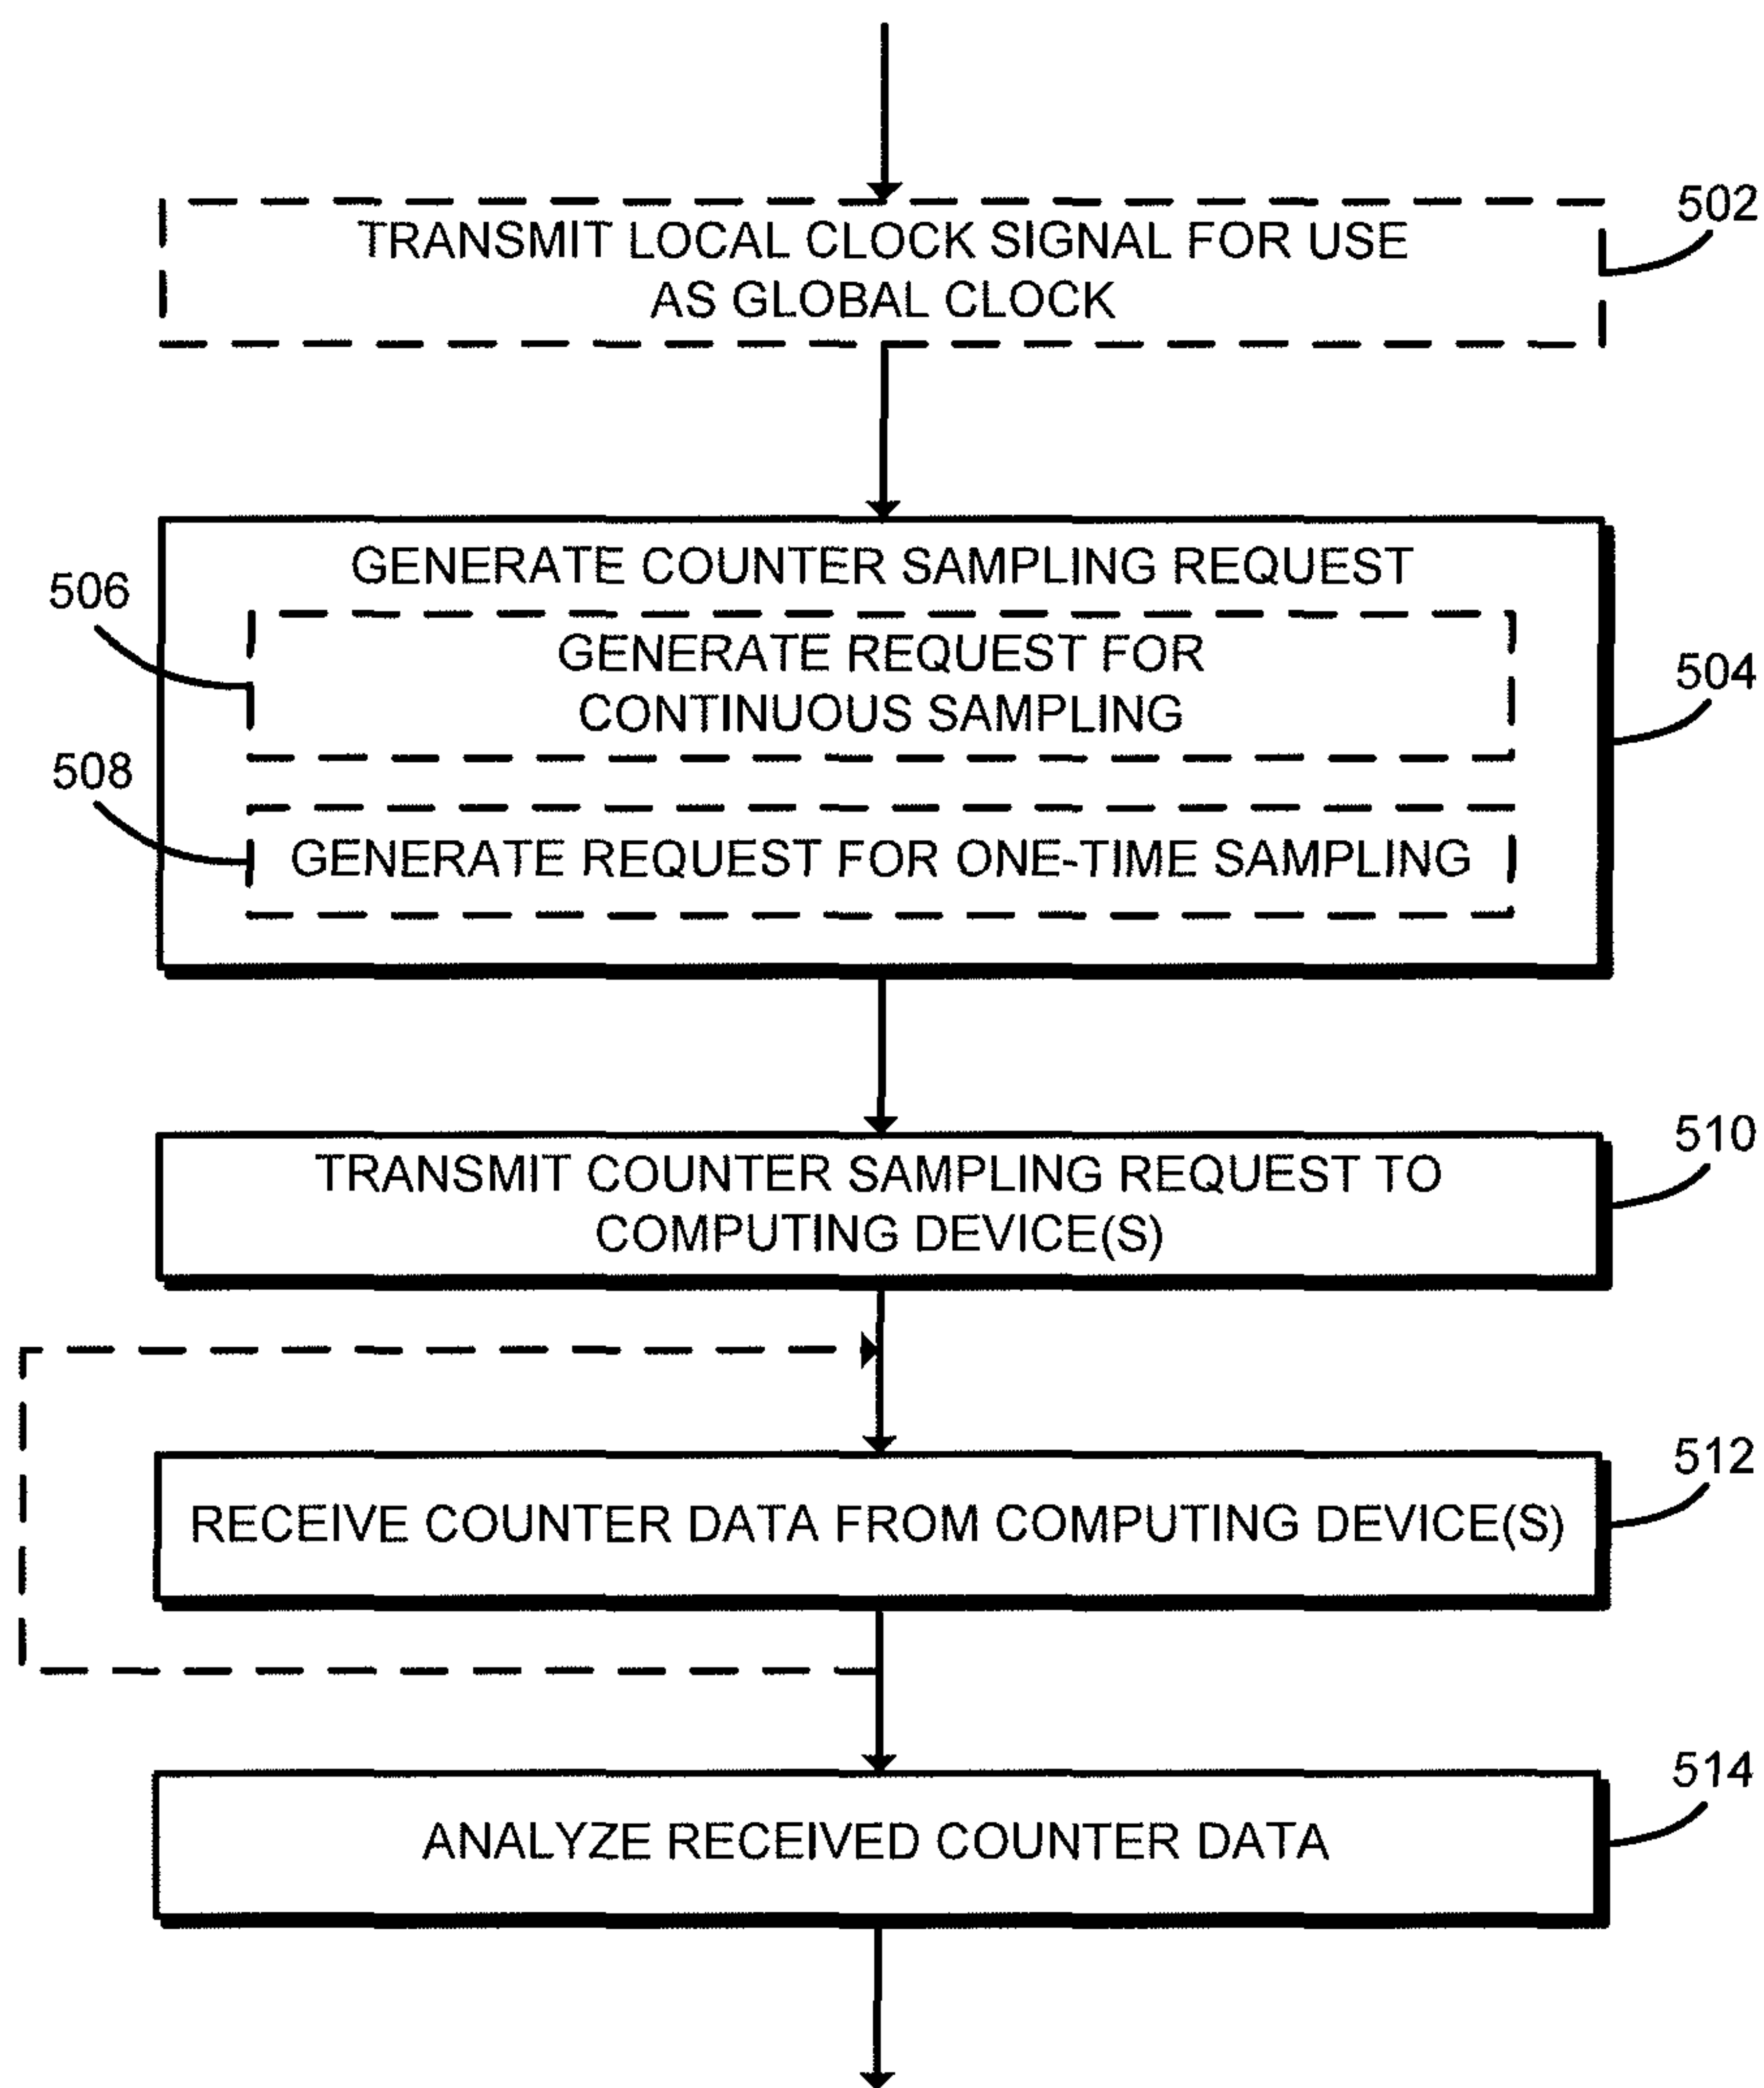 502
TRANSMIT LOCAL CLOCK SIGNAL FOR USE
AS GLOBAL CLOCK
GENERATE COUNTER SAMPLING REQUEST
506
GENERATE REQUEST FOR
CONTINUOUS SAMPLING
504
508
GENERATE REQUEST FOR ONE-TIME SAMPLING
510
TRANSMIT COUNTER SAMPLING REQUEST TO
COMPUTING DEVICE(S)
512
RECEIVE COUNTER DATA FROM COMPUTING DEVICE(S)
514
ANALYZE RECEIVED COUNTER DATA